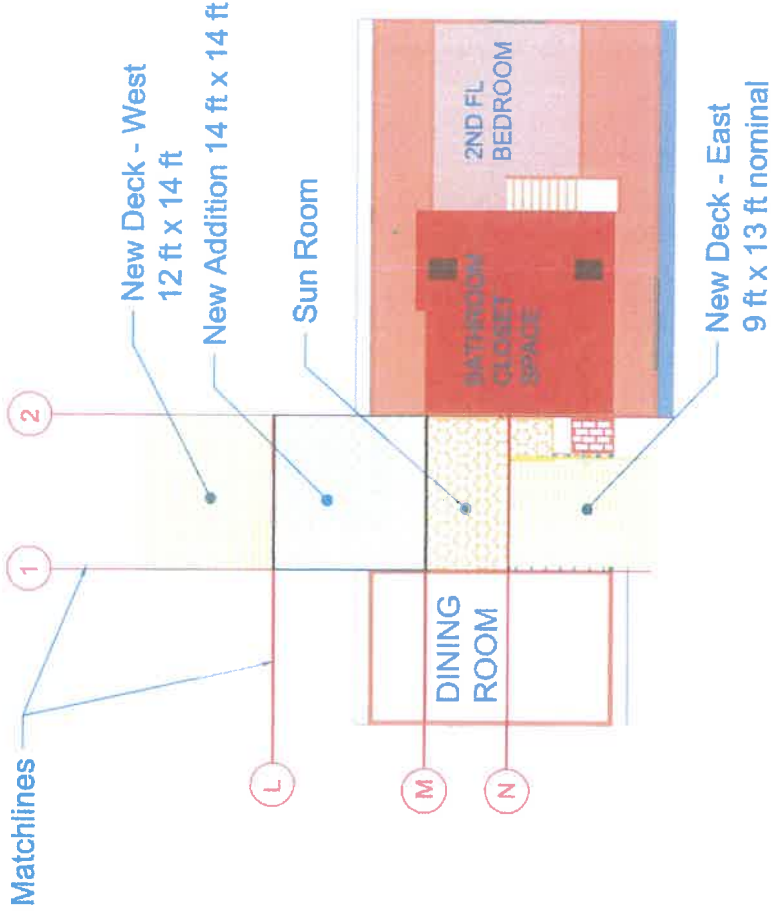 Matchlines
New Deck - West
12 ft x 14 ft
New Addition 14 ft x 14 ft
Sun Room
1
2
L
M
N
DINING
ROOM
BATHROOM
CLOSET
SPACE
2ND FL
BEDROOM
New Deck - East
9 ft x 13 ft nominal